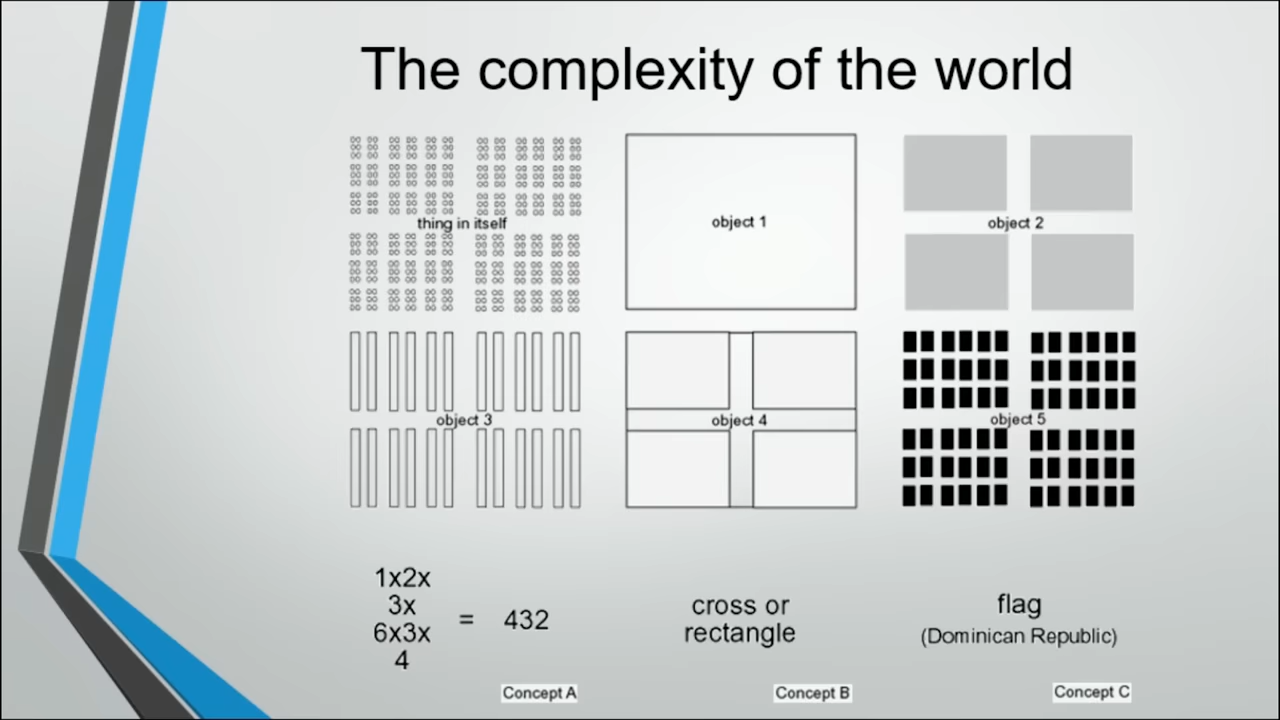 The complexity of the world
thing in itself
object 1
object 2
object 3
object 4
object 5
1x2x
3x
6x3x
4
= 432
cross or
rectangle
flag
(Dominican Republic)
Concept A
Concept B
Concept C